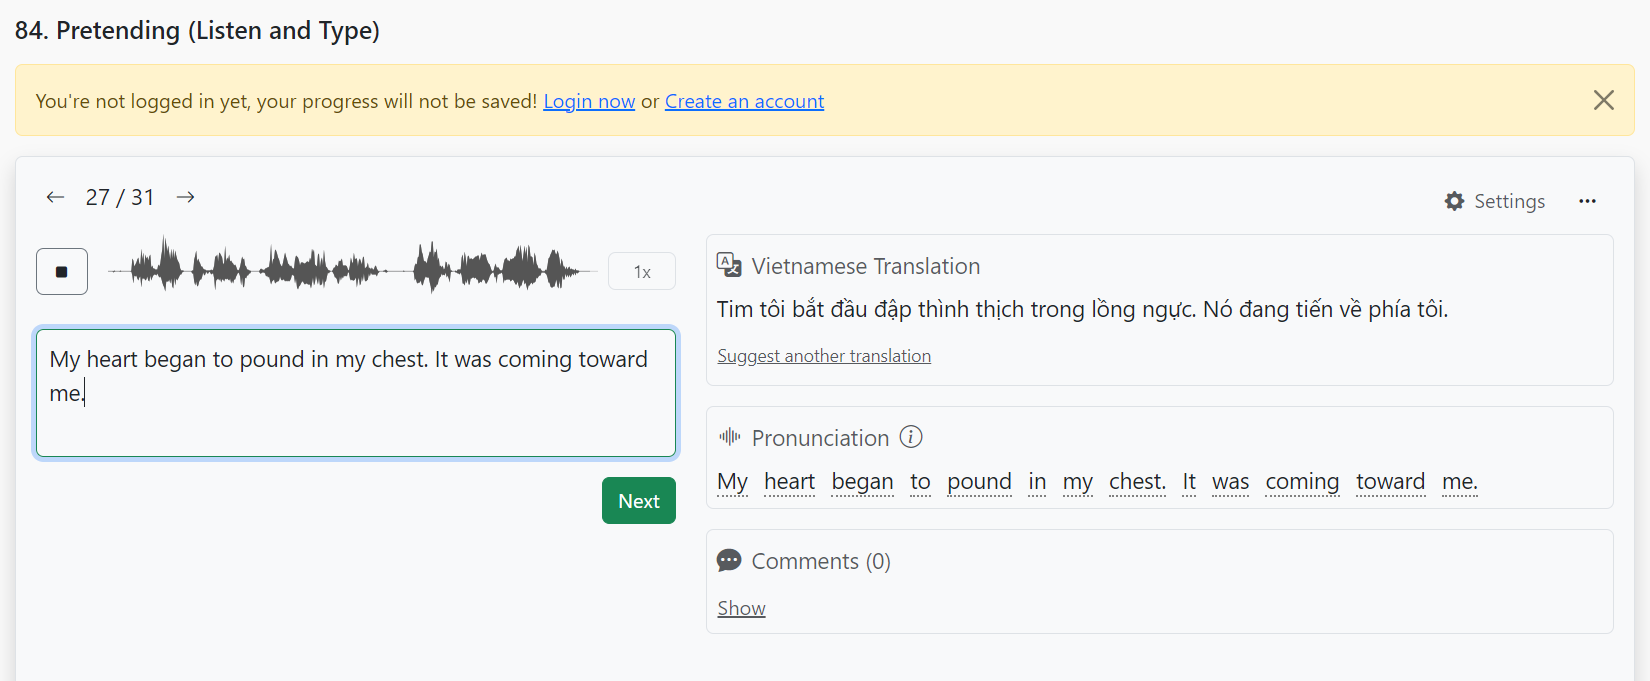 84. Pretending (Listen and Type)
You're not logged in yet, your progress will not be saved! Login now or Create an account
27 / 31
Settings
1x
My heart began to pound in my chest. It was coming toward
me.
Next
Vietnamese Translation
Tim tôi bắt đầu đập thình thịch trong lồng ngực. Nó đang tiến về phía tôi.
Suggest another translation
Pronunciation
My heart began to pound in my chest. It was coming toward me.
Comments (0)
Show